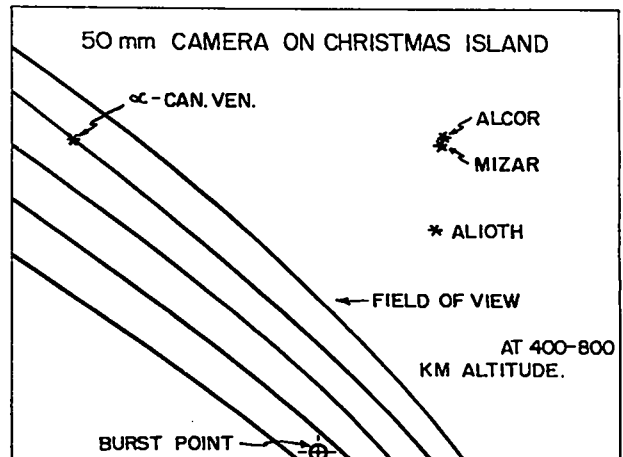 50 mm CAMERA ON CHRISTMAS ISLAND
∝-CAN. VEN.
ALCOR
MIZAR
ALIOTH
FIELD OF VIEW
AT 400-800
KM ALTITUDE.
BURST POINT